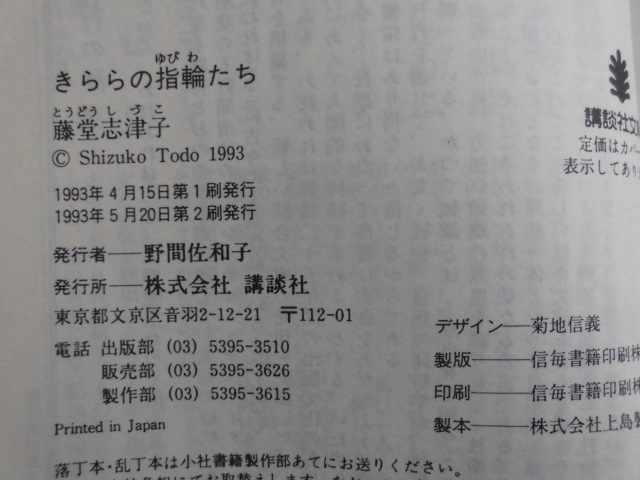 ゆびわ
きららの指輪たち
とうどうしづこ
藤堂志津子
© Shizuko Todo 1993
1993年4月15日第1刷発行
1993年5月20日第2刷発行
発行者――野間佐和子
発行所――株式会社 講談社
東京都文京区音羽2-12-21 〒112-01
電話 出版部 (03) 5395-3510
販売部 (03) 5395-3626
製作部 (03) 5395-3615
Printed in Japan
講談社文
定価はカバー
表示してあり
デザイン―菊地信義
製版――信毎書籍印刷株
印刷――信毎書籍印刷株
製本――株式会社上島製
落丁本・乱丁本は小社書籍製作部あてにお送りください。